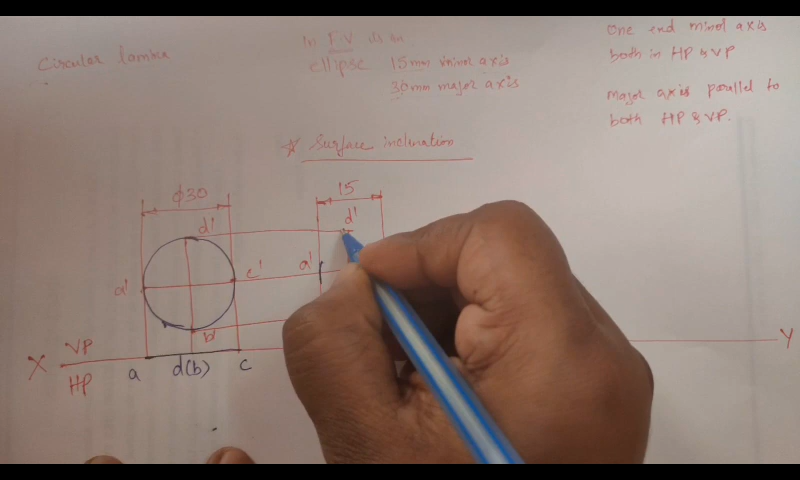 Circular lamina
In F.V is an
ellipse 15mm minor axis
30mm major axis
One end minor axis
both in HP & VP
Major axis parallel to
both HP & VP.
☆ Surface inclination
ϕ30
15
d'
d'
a'
c'
a'
b'
X
VP
HP
Y
a
d(b)
c